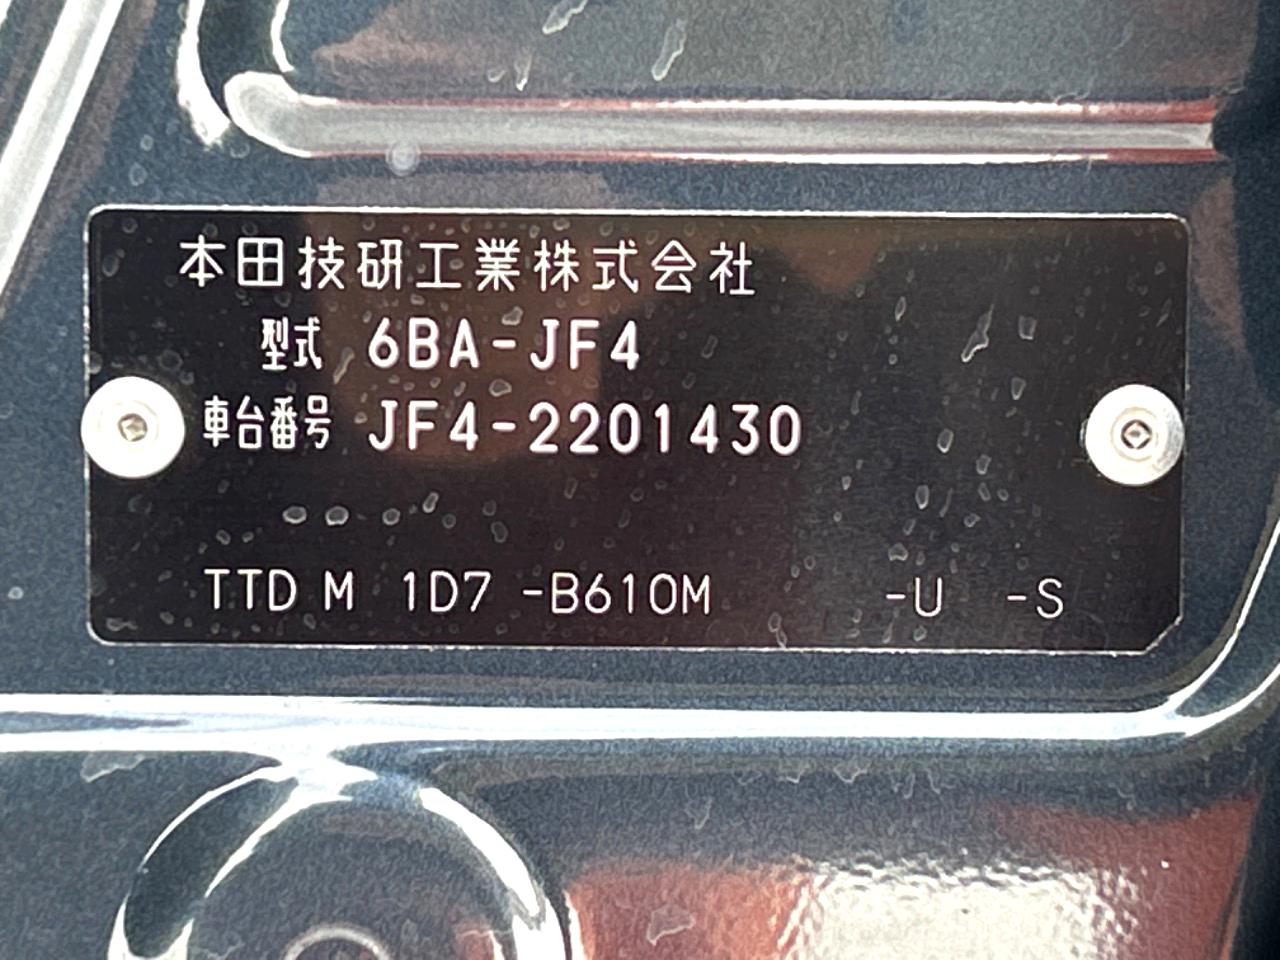 本田技研工業株式会社
型式 6BA-JF4
車台番号 JF4-2201430
TTD M 1D7 -B610M -U -S